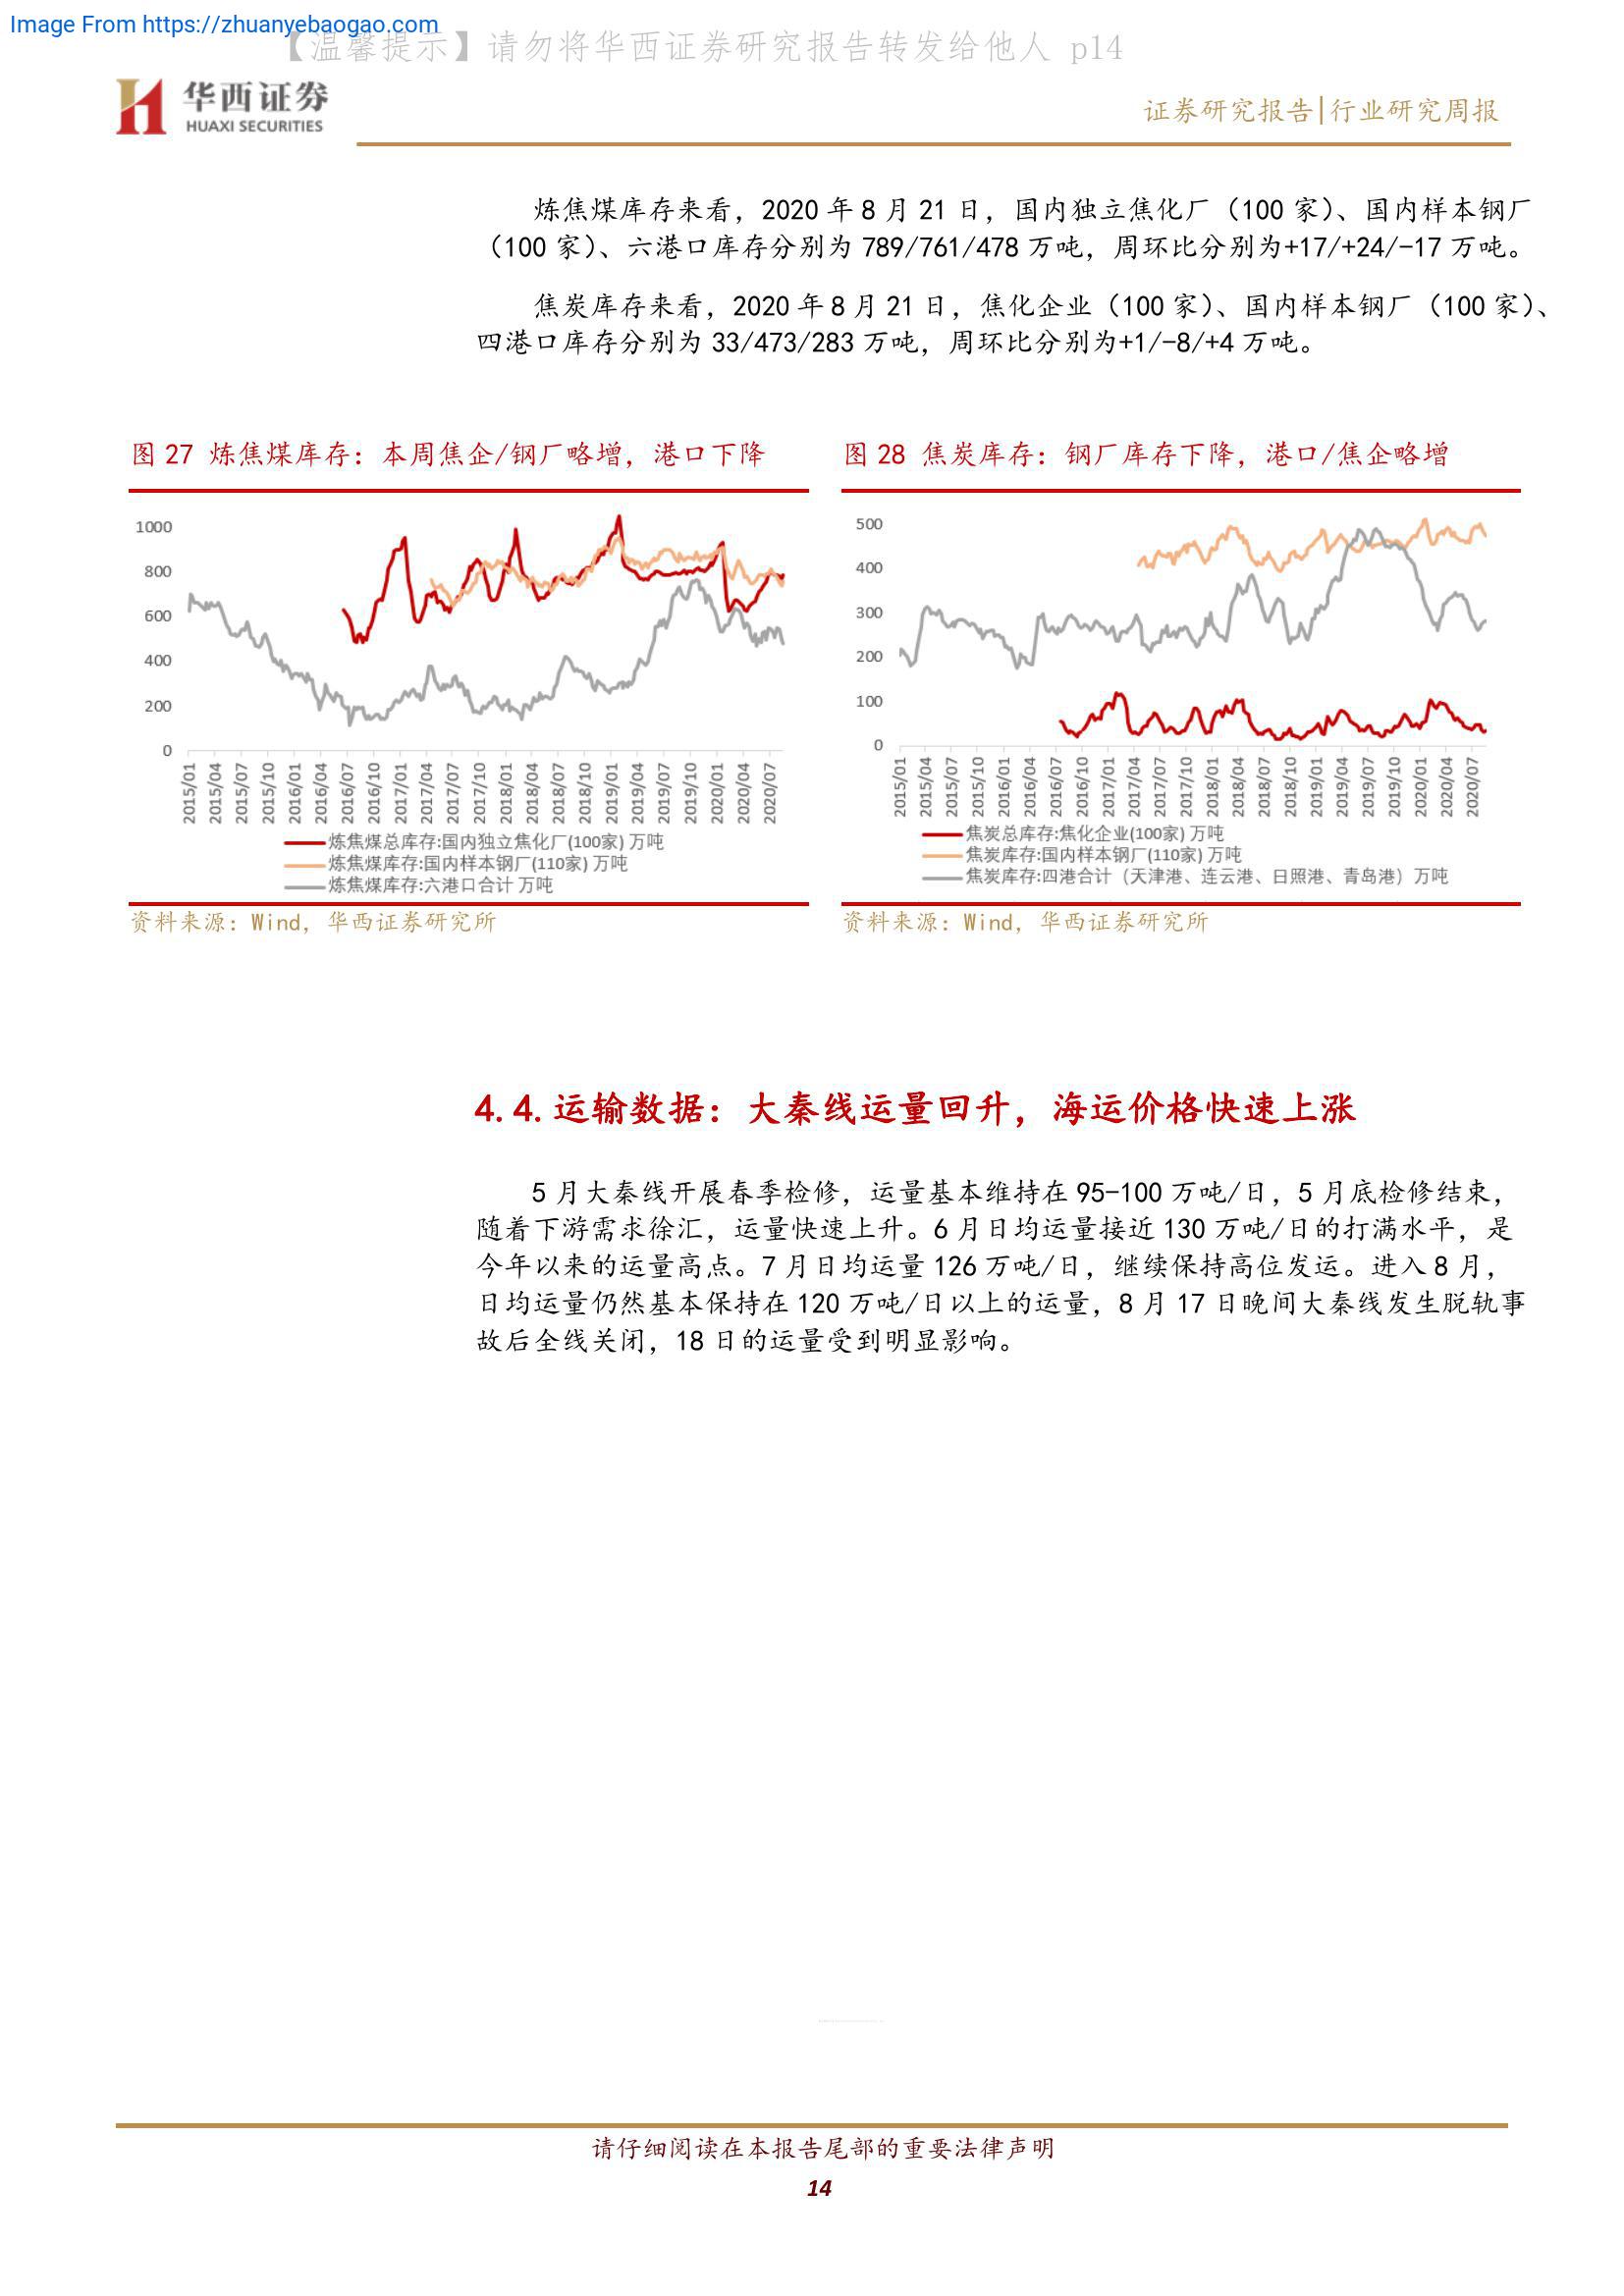 Image From https://zhuanyebaogao.com
【温馨提示】请勿将华西证券研究报告转发给他人 p14
华西证券
HUAXI SECURITIES
证券研究报告|行业研究周报
炼焦煤库存来看，2020 年 8 月 21 日，国内独立焦化厂（100 家）、国内样本钢厂
（100 家）、六港口库存分别为 789/761/478 万吨，周环比分别为+17/+24/-17 万吨。
焦炭库存来看，2020 年 8 月 21 日，焦化企业（100 家）、国内样本钢厂（100 家）、
四港口库存分别为 33/473/283 万吨，周环比分别为+1/-8/+4 万吨。
图 27 炼焦煤库存：本周焦企/钢厂略增，港口下降
1000
800
600
400
200
0
2015/01 2015/04 2015/07 2015/10 2016/01 2016/04 2016/07 2016/10 2017/01 2017/04 2017/07 2017/10 2018/01 2018/04 2018/07 2018/10 2019/01 2019/04 2019/07 2019/10 2020/01 2020/04 2020/07
炼焦煤总库存:国内独立焦化厂(100家) 万吨
炼焦煤库存:国内样本钢厂(110家) 万吨
炼焦煤库存:六港口合计 万吨
资料来源：Wind，华西证券研究所
图 28 焦炭库存：钢厂库存下降，港口/焦企略增
500
400
300
200
100
0
2015/01 2015/04 2015/07 2015/10 2016/01 2016/04 2016/07 2016/10 2017/01 2017/04 2017/07 2017/10 2018/01 2018/04 2018/07 2018/10 2019/01 2019/04 2019/07 2019/10 2020/01 2020/04 2020/07
焦炭总库存:焦化企业(100家) 万吨
焦炭库存:国内样本钢厂(110家) 万吨
焦炭库存:四港合计（天津港、连云港、日照港、青岛港）万吨
资料来源：Wind，华西证券研究所
4.4.运输数据：大秦线运量回升，海运价格快速上涨
5 月大秦线开展春季检修，运量基本维持在 95-100 万吨/日，5 月底检修结束，
随着下游需求徐汇，运量快速上升。6 月日均运量接近 130 万吨/日的打满水平，是
今年以来的运量高点。7 月日均运量 126 万吨/日，继续保持高位发运。进入 8 月，
日均运量仍然基本保持在 120 万吨/日以上的运量，8 月 17 日晚间大秦线发生脱轨事
故后全线关闭，18 日的运量受到明显影响。
请仔细阅读在本报告尾部的重要法律声明
14